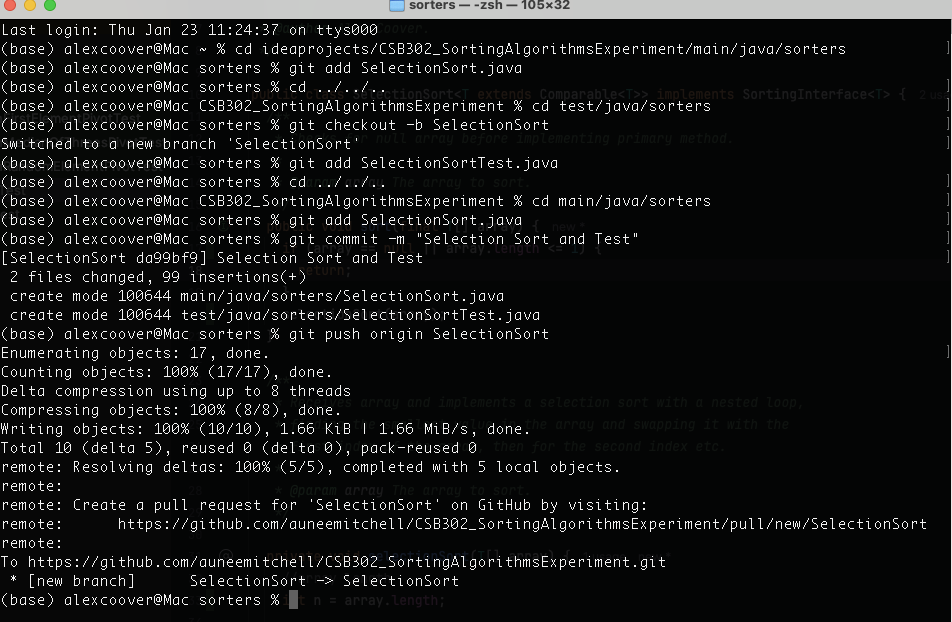 sorters — -zsh — 105×32
Last login: Thu Jan 23 11:24:37 on ttys000
(base) alexcoover@Mac ~ % cd ideaprojects/CSB302_SortingAlgorithmsExperiment/main/java/sorters
(base) alexcoover@Mac sorters % git add SelectionSort.java
(base) alexcoover@Mac sorters % cd ../../..
(base) alexcoover@Mac CSB302_SortingAlgorithmsExperiment % cd test/java/sorters
(base) alexcoover@Mac sorters % git checkout -b SelectionSort
Switched to a new branch 'SelectionSort'
(base) alexcoover@Mac sorters % git add SelectionSortTest.java
(base) alexcoover@Mac sorters % cd ../../..
(base) alexcoover@Mac CSB302_SortingAlgorithmsExperiment % cd main/java/sorters
(base) alexcoover@Mac sorters % git add SelectionSort.java
(base) alexcoover@Mac sorters % git commit -m "Selection Sort and Test"
[SelectionSort da99bf9] Selection Sort and Test
 2 files changed, 99 insertions(+)
 create mode 100644 main/java/sorters/SelectionSort.java
 create mode 100644 test/java/sorters/SelectionSortTest.java
(base) alexcoover@Mac sorters % git push origin SelectionSort
Enumerating objects: 17, done.
Counting objects: 100% (17/17), done.
Delta compression using up to 8 threads
Compressing objects: 100% (8/8), done.
Writing objects: 100% (10/10), 1.66 KiB | 1.66 MiB/s, done.
Total 10 (delta 5), reused 0 (delta 0), pack-reused 0
remote: Resolving deltas: 100% (5/5), completed with 5 local objects.
remote:
remote: Create a pull request for 'SelectionSort' on GitHub by visiting:
remote:      https://github.com/auneemitchell/CSB302_SortingAlgorithmsExperiment/pull/new/SelectionSort
remote:
To https://github.com/auneemitchell/CSB302_SortingAlgorithmsExperiment.git
 * [new branch]      SelectionSort -> SelectionSort
(base) alexcoover@Mac sorters %